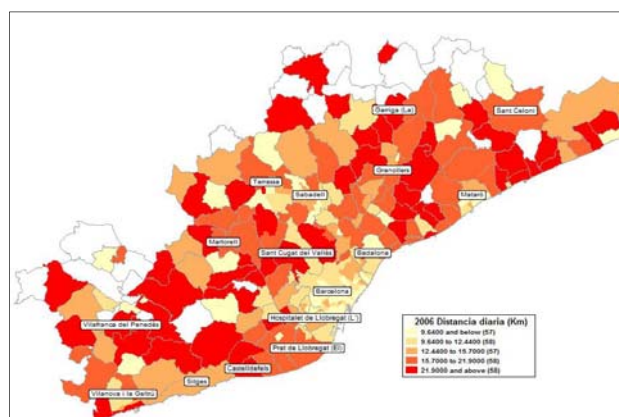 Garriga (La)
Sant Celoni
Granollers
Terrassa
Sabadell
Mataró
Martorell
Sant Cugat del Vallès
Badalona
Barcelona
Vilafranca del Penedès
Hospitalet de Llobregat (L')
Prat de Llobregat (El)
Castelldefels
Sitges
Vilanova i la Geltrú
2006 Distancia diaria (Km)
9.6400 and below (57)
9.6400 to 12.4400 (58)
12.4400 to 15.7000 (57)
15.7000 to 21.9000 (58)
21.9000 and above (58)